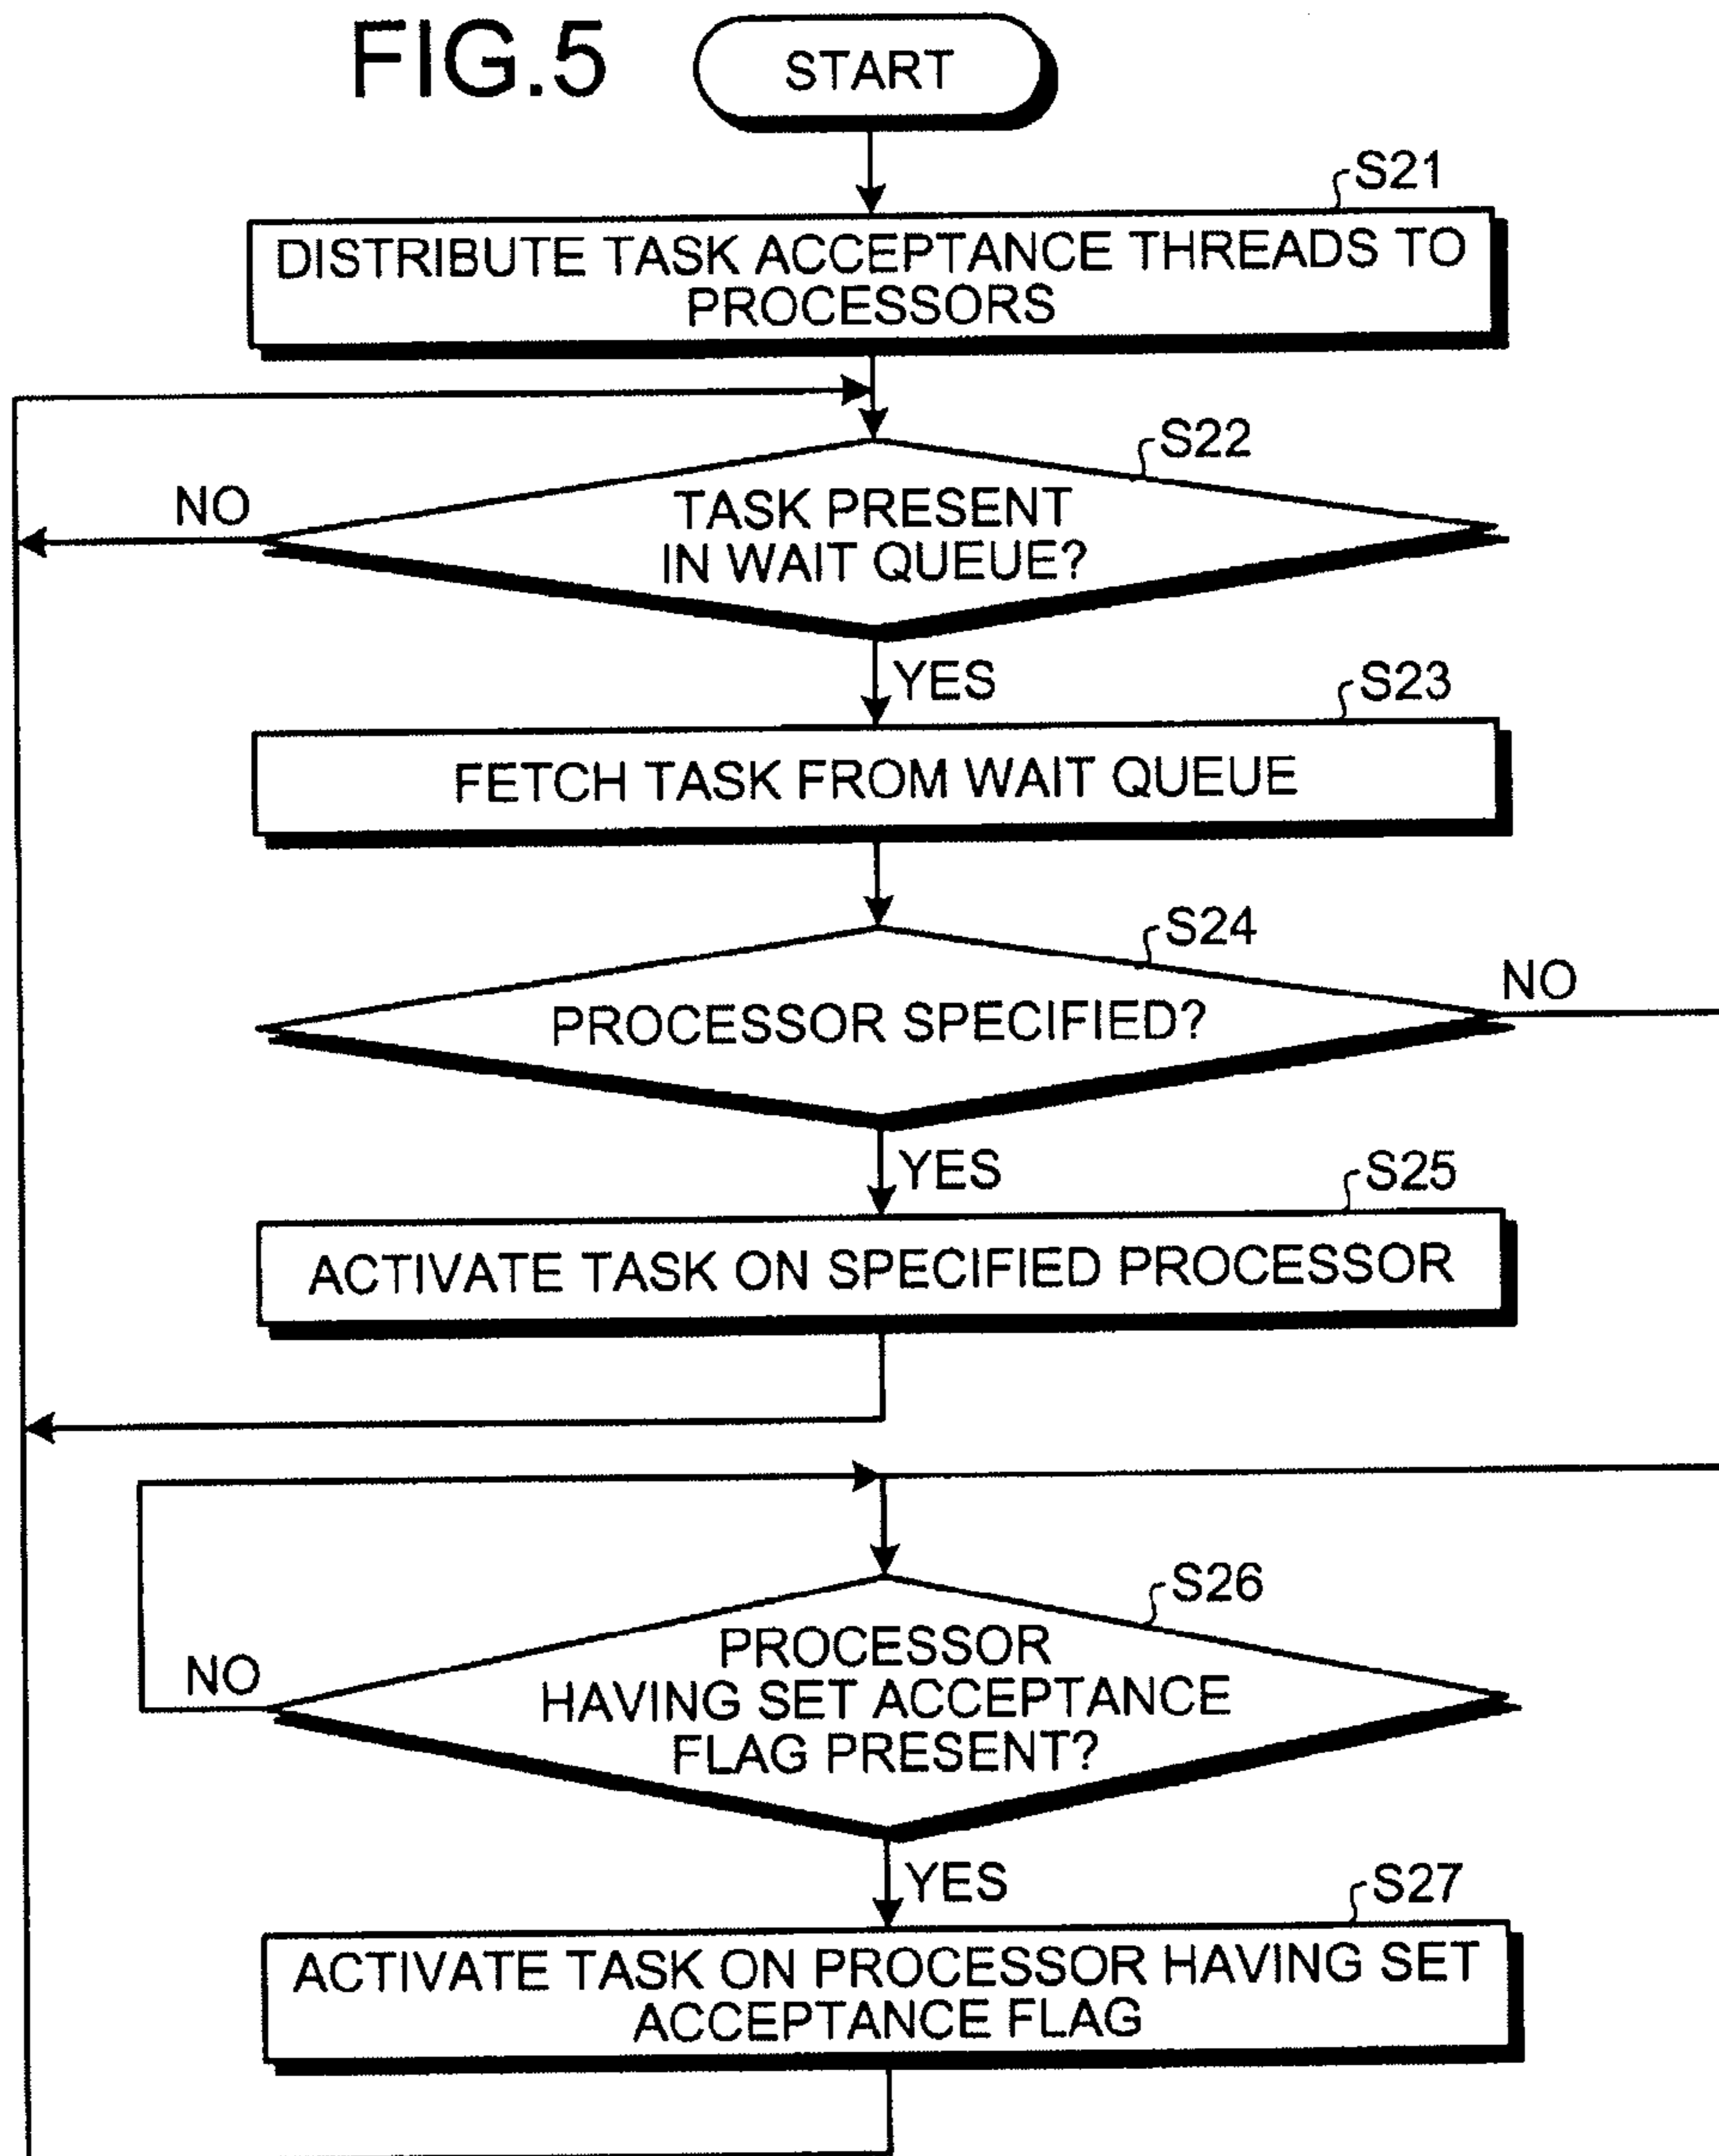 FIG.5
START
S21
DISTRIBUTE TASK ACCEPTANCE THREADS TO
PROCESSORS
S22
NO
TASK PRESENT
IN WAIT QUEUE?
YES
S23
FETCH TASK FROM WAIT QUEUE
S24
NO
PROCESSOR SPECIFIED?
YES
S25
ACTIVATE TASK ON SPECIFIED PROCESSOR
S26
PROCESSOR
NO
HAVING SET ACCEPTANCE
FLAG PRESENT?
YES
S27
ACTIVATE TASK ON PROCESSOR HAVING SET
ACCEPTANCE FLAG